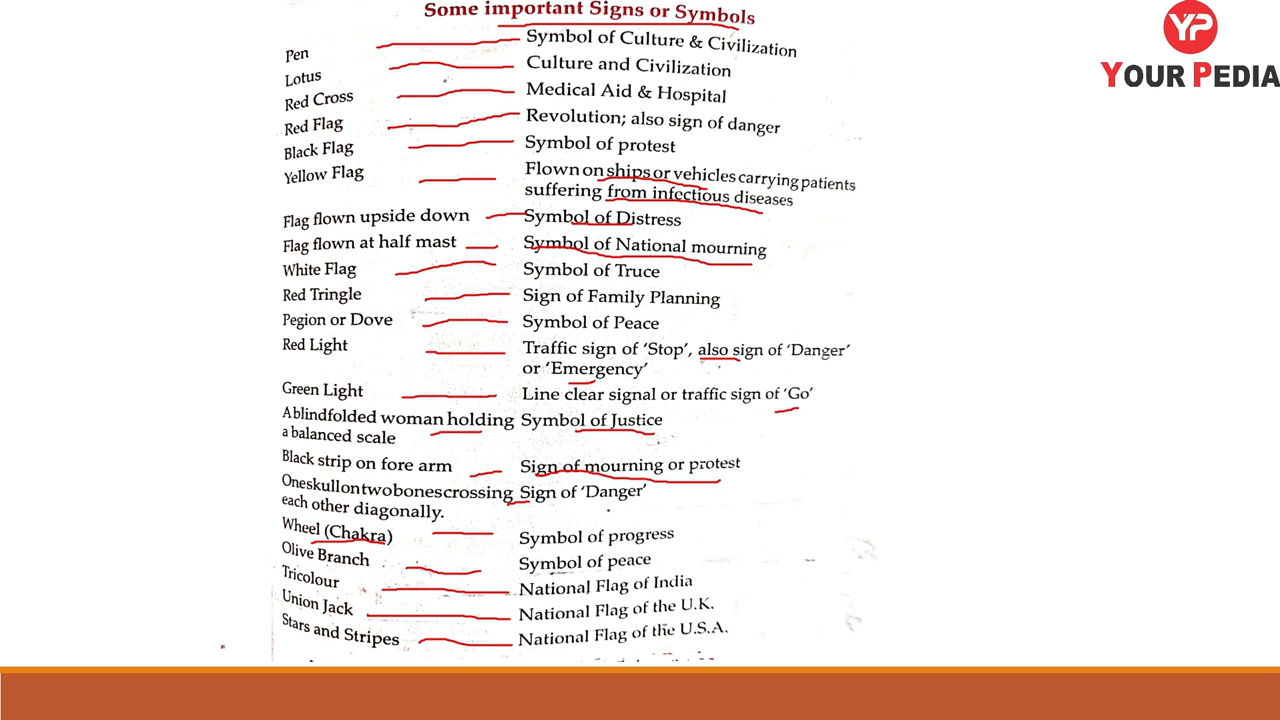 Some important Signs or Symbols
YP
YOUR PEDIA
Pen Symbol of Culture & Civilization
Lotus Culture and Civilization
Red Cross Medical Aid & Hospital
Red Flag Revolution; also sign of danger
Black Flag Symbol of protest
Yellow Flag Flown on ships or vehicles carrying patients
suffering from infectious diseases
Flag flown upside down Symbol of Distress
Flag flown at half mast Symbol of National mourning
White Flag Symbol of Truce
Red Tringle Sign of Family Planning
Pegion or Dove Symbol of Peace
Red Light Traffic sign of 'Stop', also sign of 'Danger'
or 'Emergency'
Green Light Line clear signal or traffic sign of 'Go'
A blindfolded woman holding Symbol of Justice
a balanced scale
Black strip on fore arm Sign of mourning or protest
One skull on two bones crossing Sign of 'Danger'
each other diagonally.
Wheel (Chakra) Symbol of progress
Olive Branch Symbol of peace
Tricolour National Flag of India
Union Jack National Flag of the U.K.
Stars and Stripes National Flag of the U.S.A.